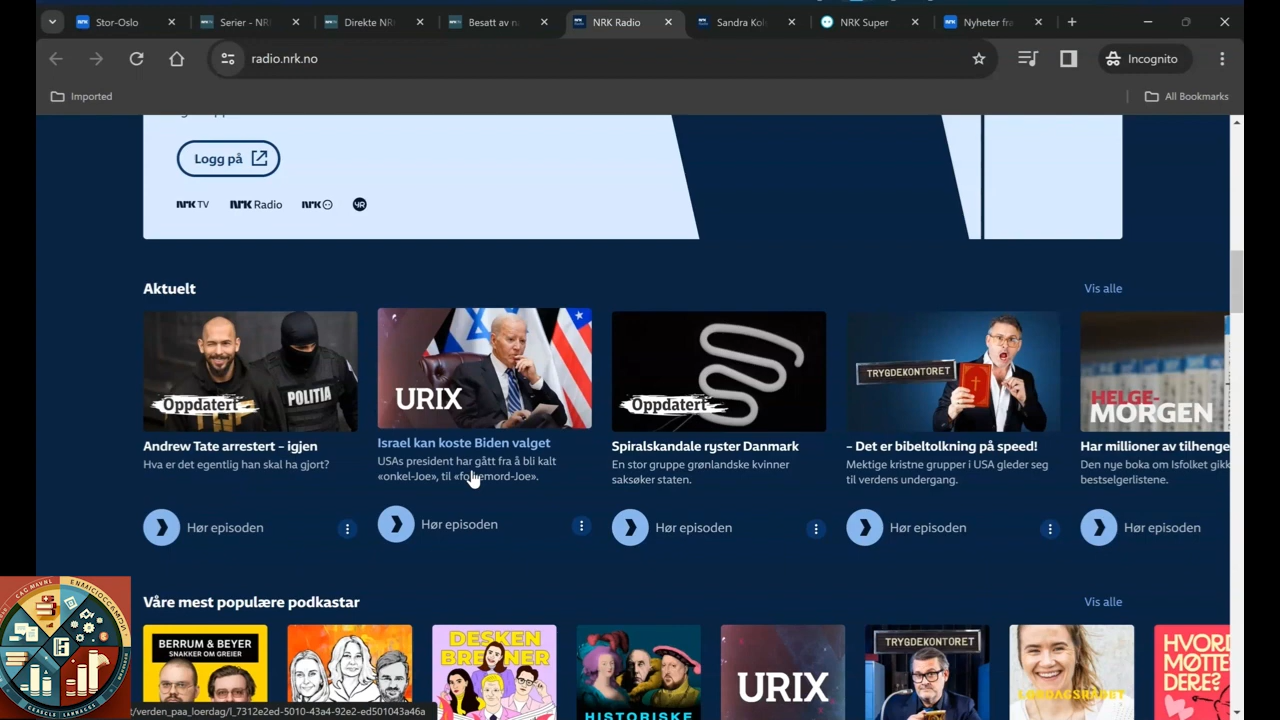 Stor-Oslo
Serier - NR
Direkte NR
Besatt av n
NRK Radio
Sandra Kol
NRK Super
Nyheter fra
radio.nrk.no
Incognito
Imported
All Bookmarks
Logg på
NRK TV
NRK Radio
NRK
Aktuelt
Vis alle
POLITIA
Oppdatert
URIX
Oppdatert
TRYGDEKONTORET
HELGE-
MORGEN
Andrew Tate arrestert – igjen
Hva er det egentlig han skal ha gjort?
Israel kan koste Biden valget
USAs president har gått fra å bli kalt
«onkel-Joe», til «folkemord-Joe».
Spiralskandale ryster Danmark
En stor gruppe grønlandske kvinner
saksøker staten.
– Det er bibeltolkning på speed!
Mektige kristne grupper i USA gleder seg
til verdens undergang.
Har millioner av tilhenge
Den nye boka om Isfolket gikk
bestselgerlistene.
Hør episoden
Hør episoden
Hør episoden
Hør episoden
Hør episoden
Våre mest populære podkastar
Vis alle
BERRUM & BEYER
SNAKKER OM GREIER
DESKEN
BRENNER
HISTORISKE
URIX
TRYGDEKONTORET
LØRDAGSRÅDET
HVORD
MØTTE
DERE?
t/verden_paa_loerdag/l_7312e2ed-5010-43a4-92e2-ed501043a46a